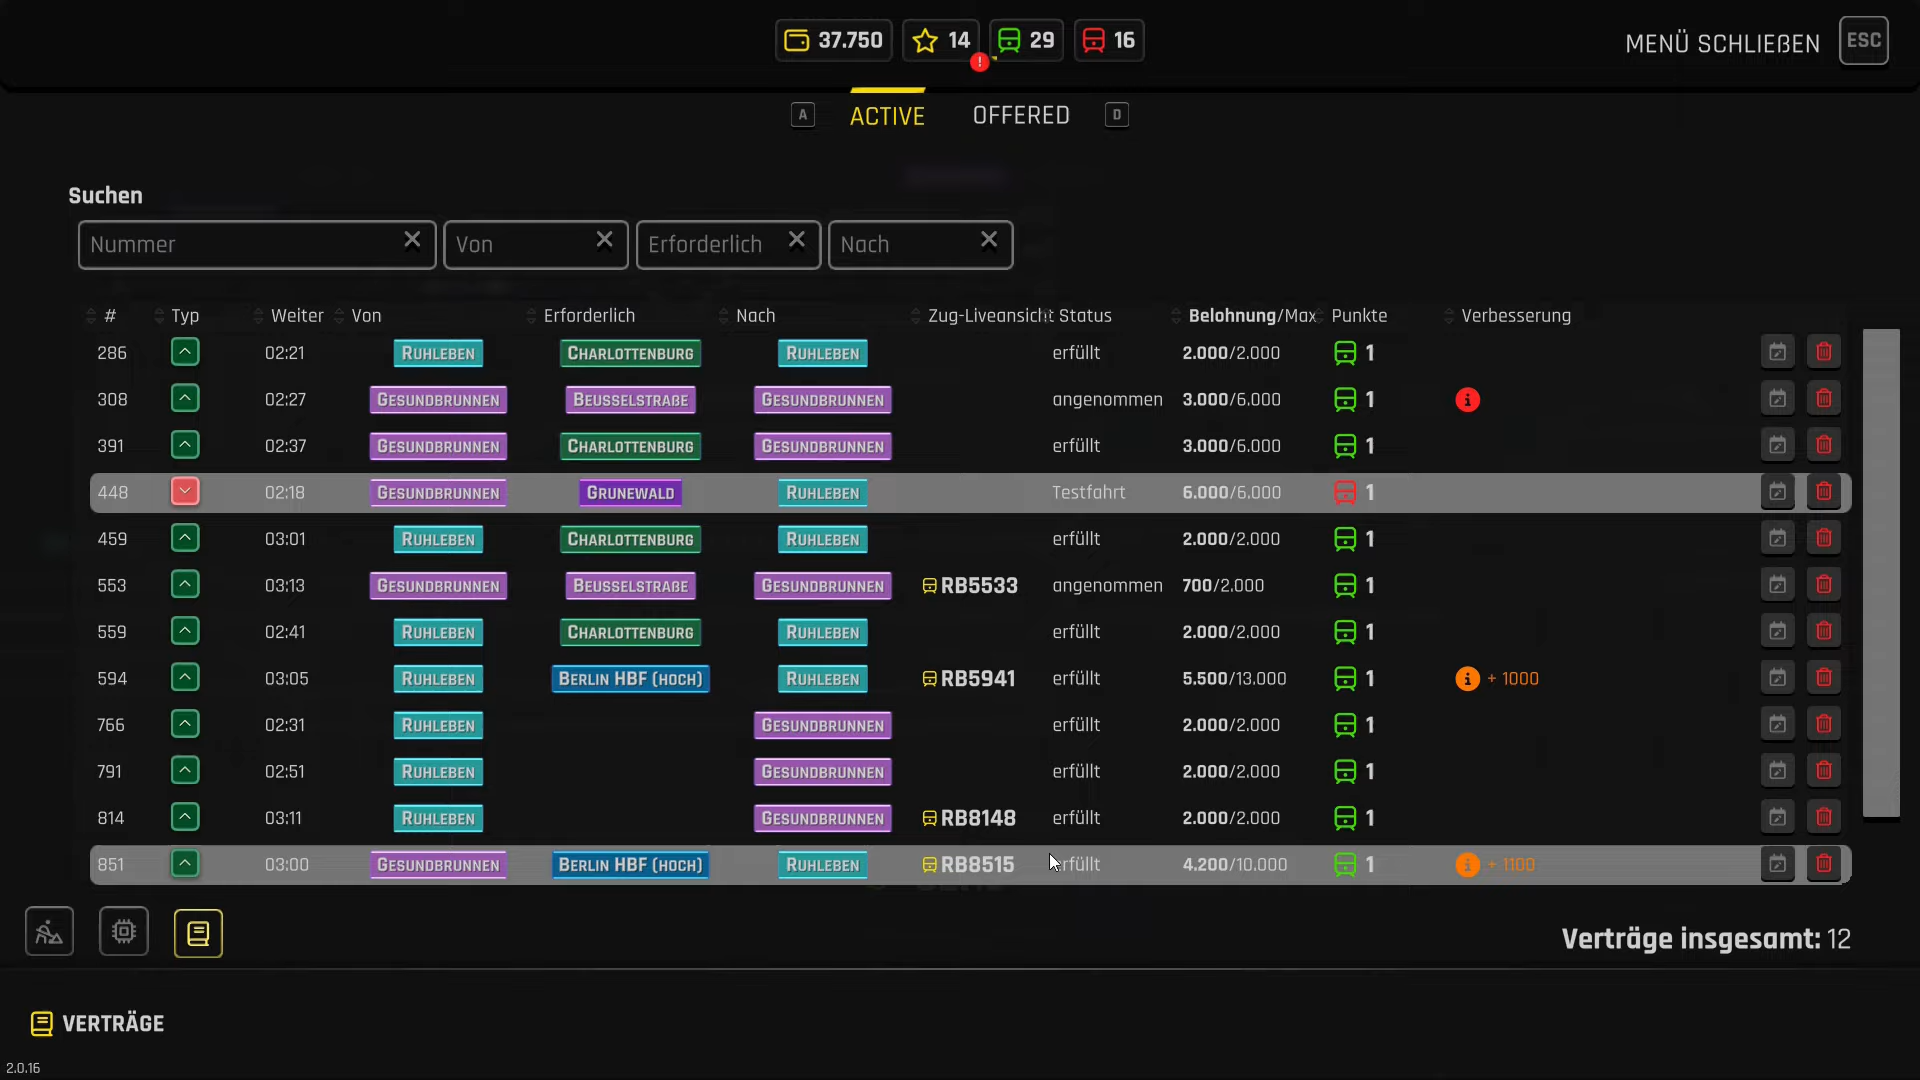 37.750 14 29 16 MENÜ SCHLIEẞEN ESC
A ACTIVE OFFERED D
Suchen
Nummer Von Erforderlich Nach
# Typ Weiter Von Erforderlich Nach Zug-Liveansicht Status Belohnung/Max Punkte Verbesserung
286 02:21 RUHLEBEN CHARLOTTENBURG RUHLEBEN erfüllt 2.000/2.000 1
308 02:27 GESUNDBRUNNEN BEUSSELSTRAẞE GESUNDBRUNNEN angenommen 3.000/6.000 1
391 02:37 GESUNDBRUNNEN CHARLOTTENBURG GESUNDBRUNNEN erfüllt 3.000/6.000 1
448 02:18 GESUNDBRUNNEN GRUNEWALD RUHLEBEN Testfahrt 6.000/6.000 1
459 03:01 RUHLEBEN CHARLOTTENBURG RUHLEBEN erfüllt 2.000/2.000 1
553 03:13 GESUNDBRUNNEN BEUSSELSTRAẞE GESUNDBRUNNEN RB5533 angenommen 700/2.000 1
559 02:41 RUHLEBEN CHARLOTTENBURG RUHLEBEN erfüllt 2.000/2.000 1
594 03:05 RUHLEBEN BERLIN HBF (HOCH) RUHLEBEN RB5941 erfüllt 5.500/13.000 1 + 1000
766 02:31 RUHLEBEN GESUNDBRUNNEN erfüllt 2.000/2.000 1
791 02:51 RUHLEBEN GESUNDBRUNNEN erfüllt 2.000/2.000 1
814 03:11 RUHLEBEN GESUNDBRUNNEN RB8148 erfüllt 2.000/2.000 1
851 03:00 GESUNDBRUNNEN BERLIN HBF (HOCH) RUHLEBEN RB8515 erfüllt 4.200/10.000 1 + 1100
Verträge insgesamt: 12
VERTRÄGE
2.0.16